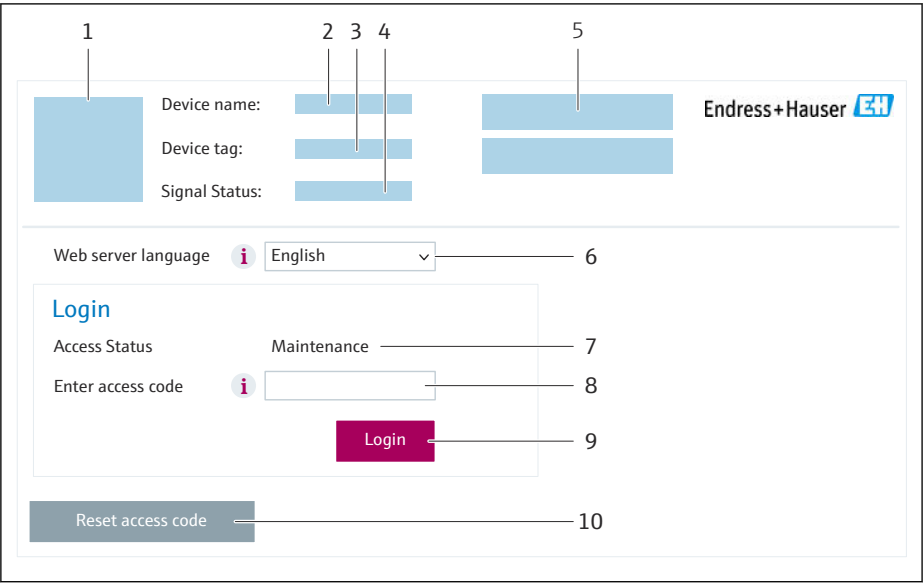 1 2 3 4 5
Device name:
Endress+Hauser EH
Device tag:
Signal Status:
Web server language i English 6
Login
Access Status Maintenance 7
Enter access code i 8
Login 9
Reset access code 10